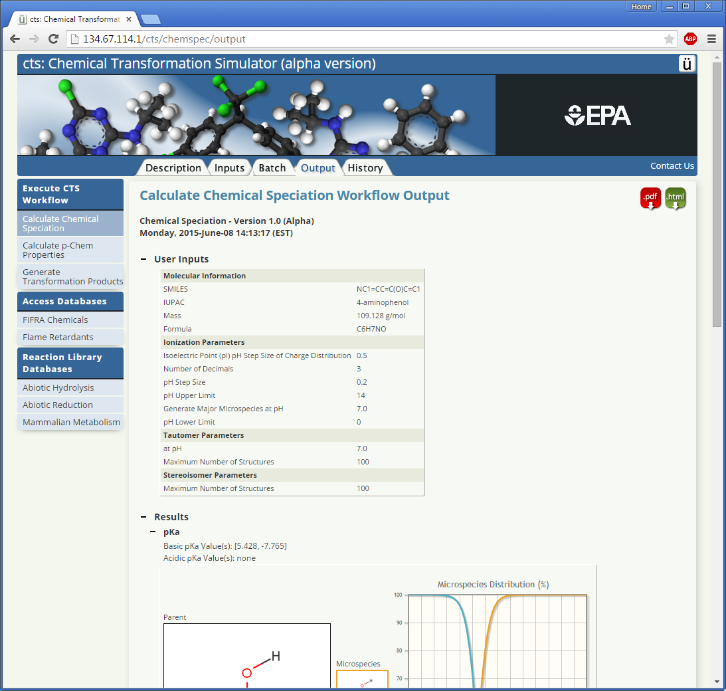 Home
cts: Chemical Transformat
134.67.114.1/cts/chemspec/output
ABP
cts: Chemical Transformation Simulator (alpha version)
ü
EPA
Description Inputs Batch Output History
Contact Us
Execute CTS
Workflow
Calculate Chemical
Speciation
Calculate p-Chem
Properties
Generate
Transformation Products
Access Databases
FIFRA Chemicals
Flame Retardants
Reaction Library
Databases
Abiotic Hydrolysis
Abiotic Reduction
Mammalian Metabolism
Calculate Chemical Speciation Workflow Output
.pdf .html
Chemical Speciation - Version 1.0 (Alpha)
Monday, 2015-June-08 14:13:17 (EST)
User Inputs
Molecular Information
SMILES NC1=CC=C(O)C=C1
IUPAC 4-aminophenol
Mass 109.128 g/mol
Formula C6H7NO
Ionization Parameters
Isoelectric Point (pI) pH Step Size of Charge Distribution 0.5
Number of Decimals 3
pH Step Size 0.2
pH Upper Limit 14
Generate Major Microspecies at pH 7.0
pH Lower Limit 0
Tautomer Parameters
at pH 7.0
Maximum Number of Structures 100
Stereoisomer Parameters
Maximum Number of Structures 100
Results
pKa
Basic pKa Value(s): [5.428, -7.765]
Acidic pKa Value(s): none
Parent
H
O
Microspecies
Microspecies Distribution (%)
100
90
80
70